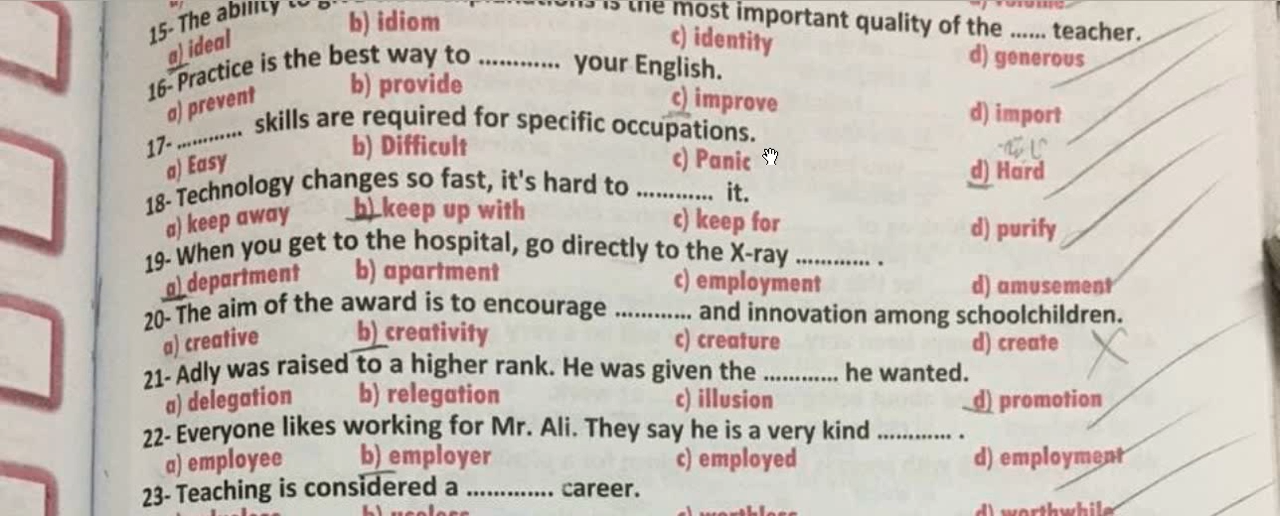 15- The ability is the most important quality of the ...... teacher.
a) ideal b) idiom c) identity d) generous
16- Practice is the best way to ............ your English.
a) prevent b) provide c) improve d) import
17- ............ skills are required for specific occupations.
a) Easy b) Difficult c) Panic d) Hard
18- Technology changes so fast, it's hard to ............ it.
a) keep away b) keep up with c) keep for d) purify
19- When you get to the hospital, go directly to the X-ray ............ .
a) department b) apartment c) employment d) amusement
20- The aim of the award is to encourage ............ and innovation among schoolchildren.
a) creative b) creativity c) creature d) create
21- Adly was raised to a higher rank. He was given the ............ he wanted.
a) delegation b) relegation c) illusion d) promotion
22- Everyone likes working for Mr. Ali. They say he is a very kind ............ .
a) employee b) employer c) employed d) employment
23- Teaching is considered a ............. career.
b) useless c) worthless d) worthwhile